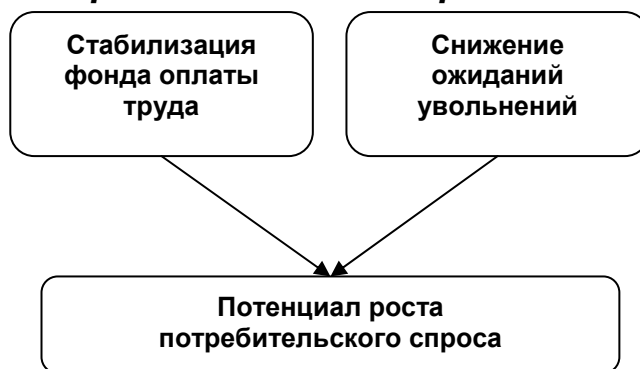 Стабилизация
фонда оплаты
труда
Снижение
ожиданий
увольнений
Потенциал роста
потребительского спроса